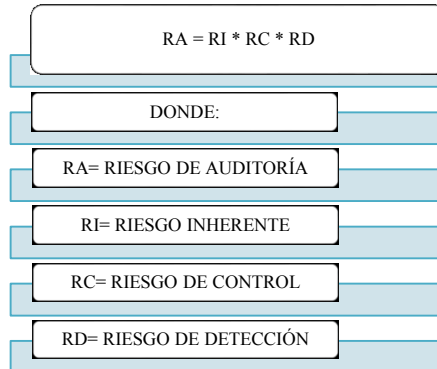 RA = RI * RC * RD
DONDE:
RA= RIESGO DE AUDITORÍA
RI= RIESGO INHERENTE
RC= RIESGO DE CONTROL
RD= RIESGO DE DETECCIÓN